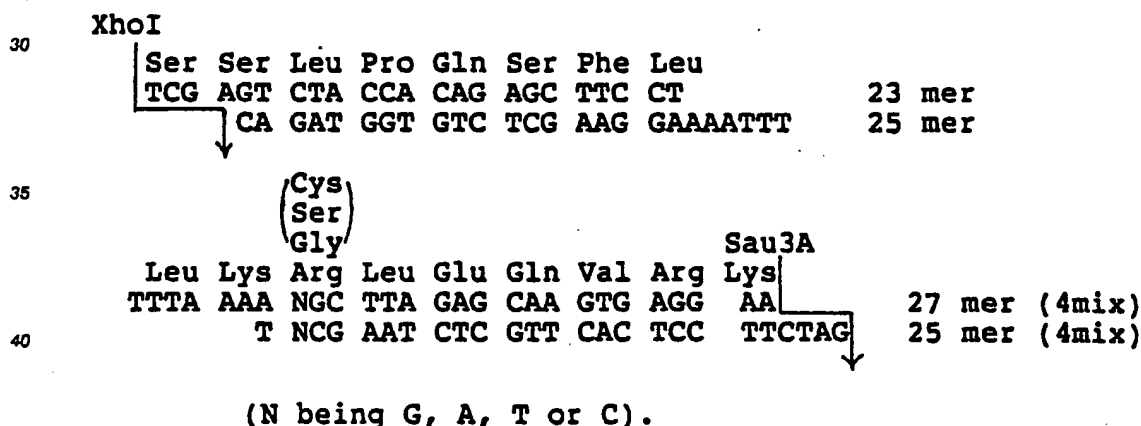 XhoI
30
Ser Ser Leu Pro Gln Ser Phe Leu
TCG AGT CTA CCA CAG AGC TTC CT 23 mer
CA GAT GGT GTC TCG AAG GAAAATTT 25 mer
35
(Cys
Ser
Gly)
Sau3A
Leu Lys Arg Leu Glu Gln Val Arg Lys
TTTA AAA NGC TTA GAG CAA GTG AGG AA 27 mer (4mix)
40
T NCG AAT CTC GTT CAC TCC TTCTAG 25 mer (4mix)
(N being G, A, T or C).